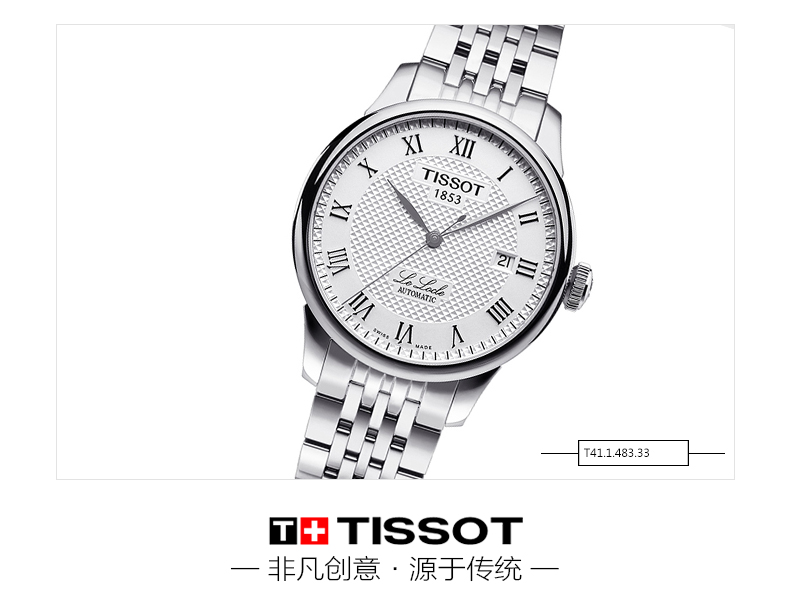 XII
I
II
III
IIII
V
VI
VII
VIII
IX
X
XI
TISSOT
1853
21
Le Locle
AUTOMATIC
SWISS MADE
T41.1.483.33
T+ TISSOT
— 非凡创意 · 源于传统 —